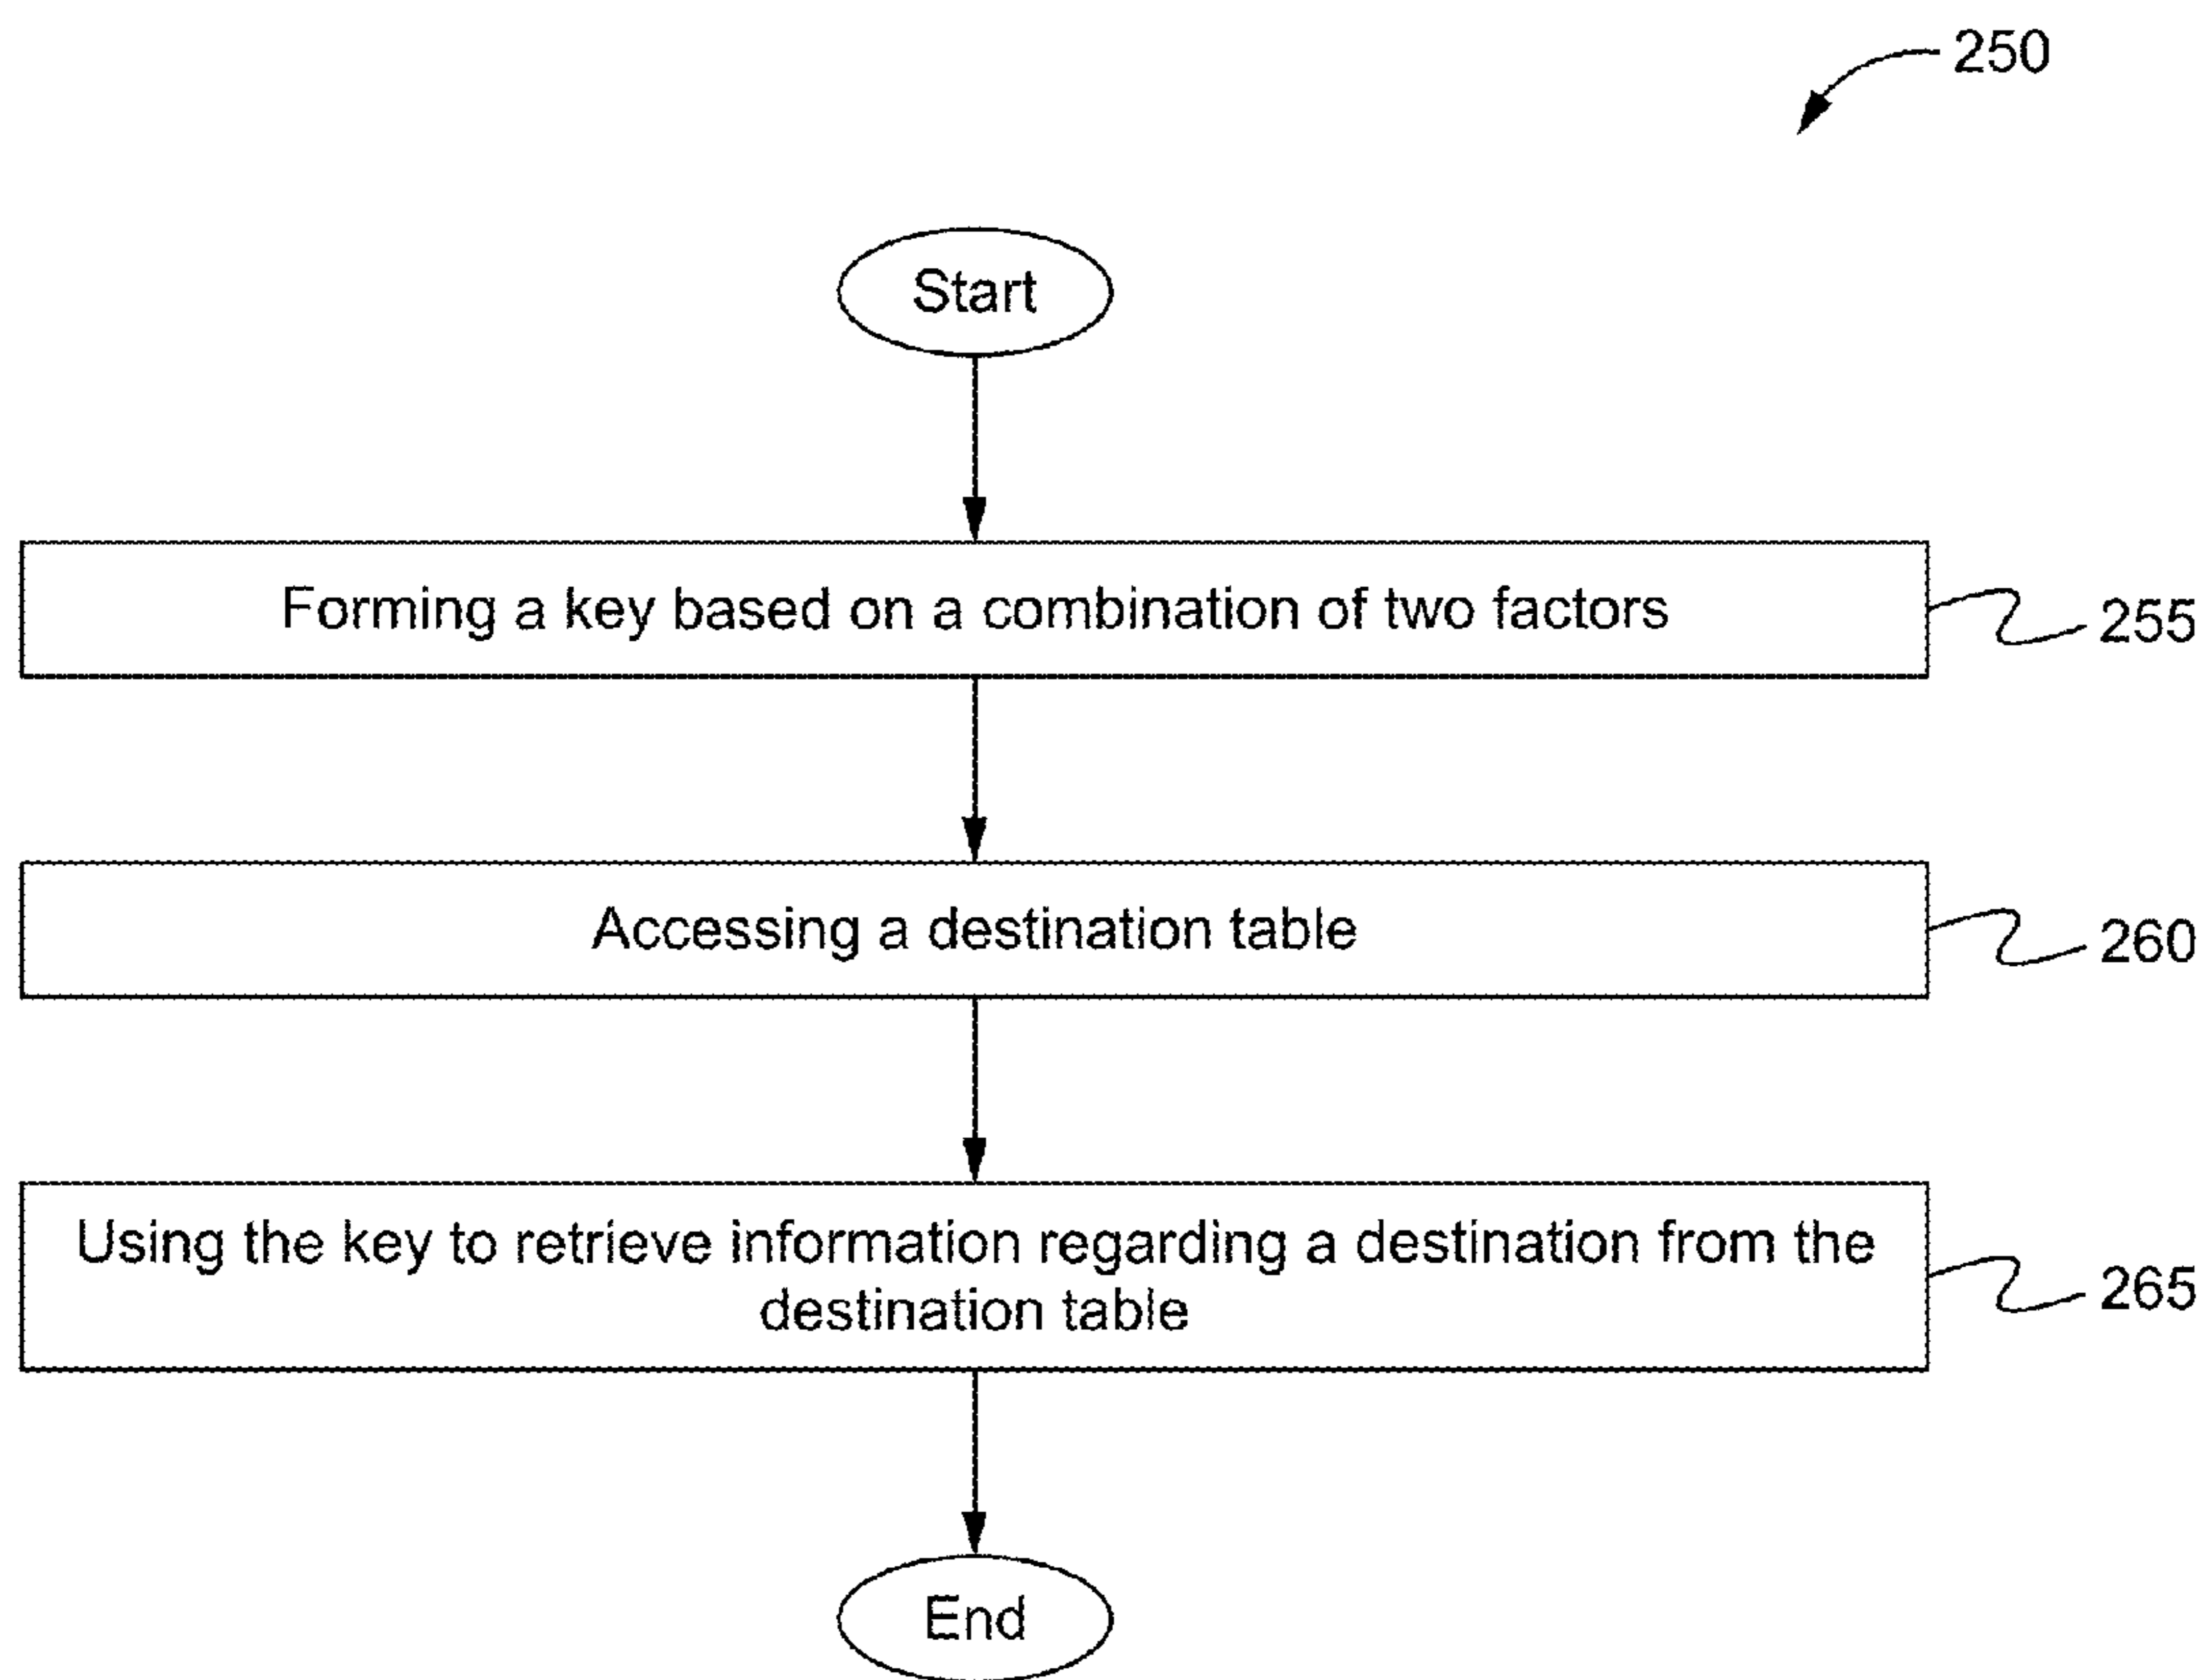 250
Start
Forming a key based on a combination of two factors
255
Accessing a destination table
260
Using the key to retrieve information regarding a destination from the
destination table
265
End